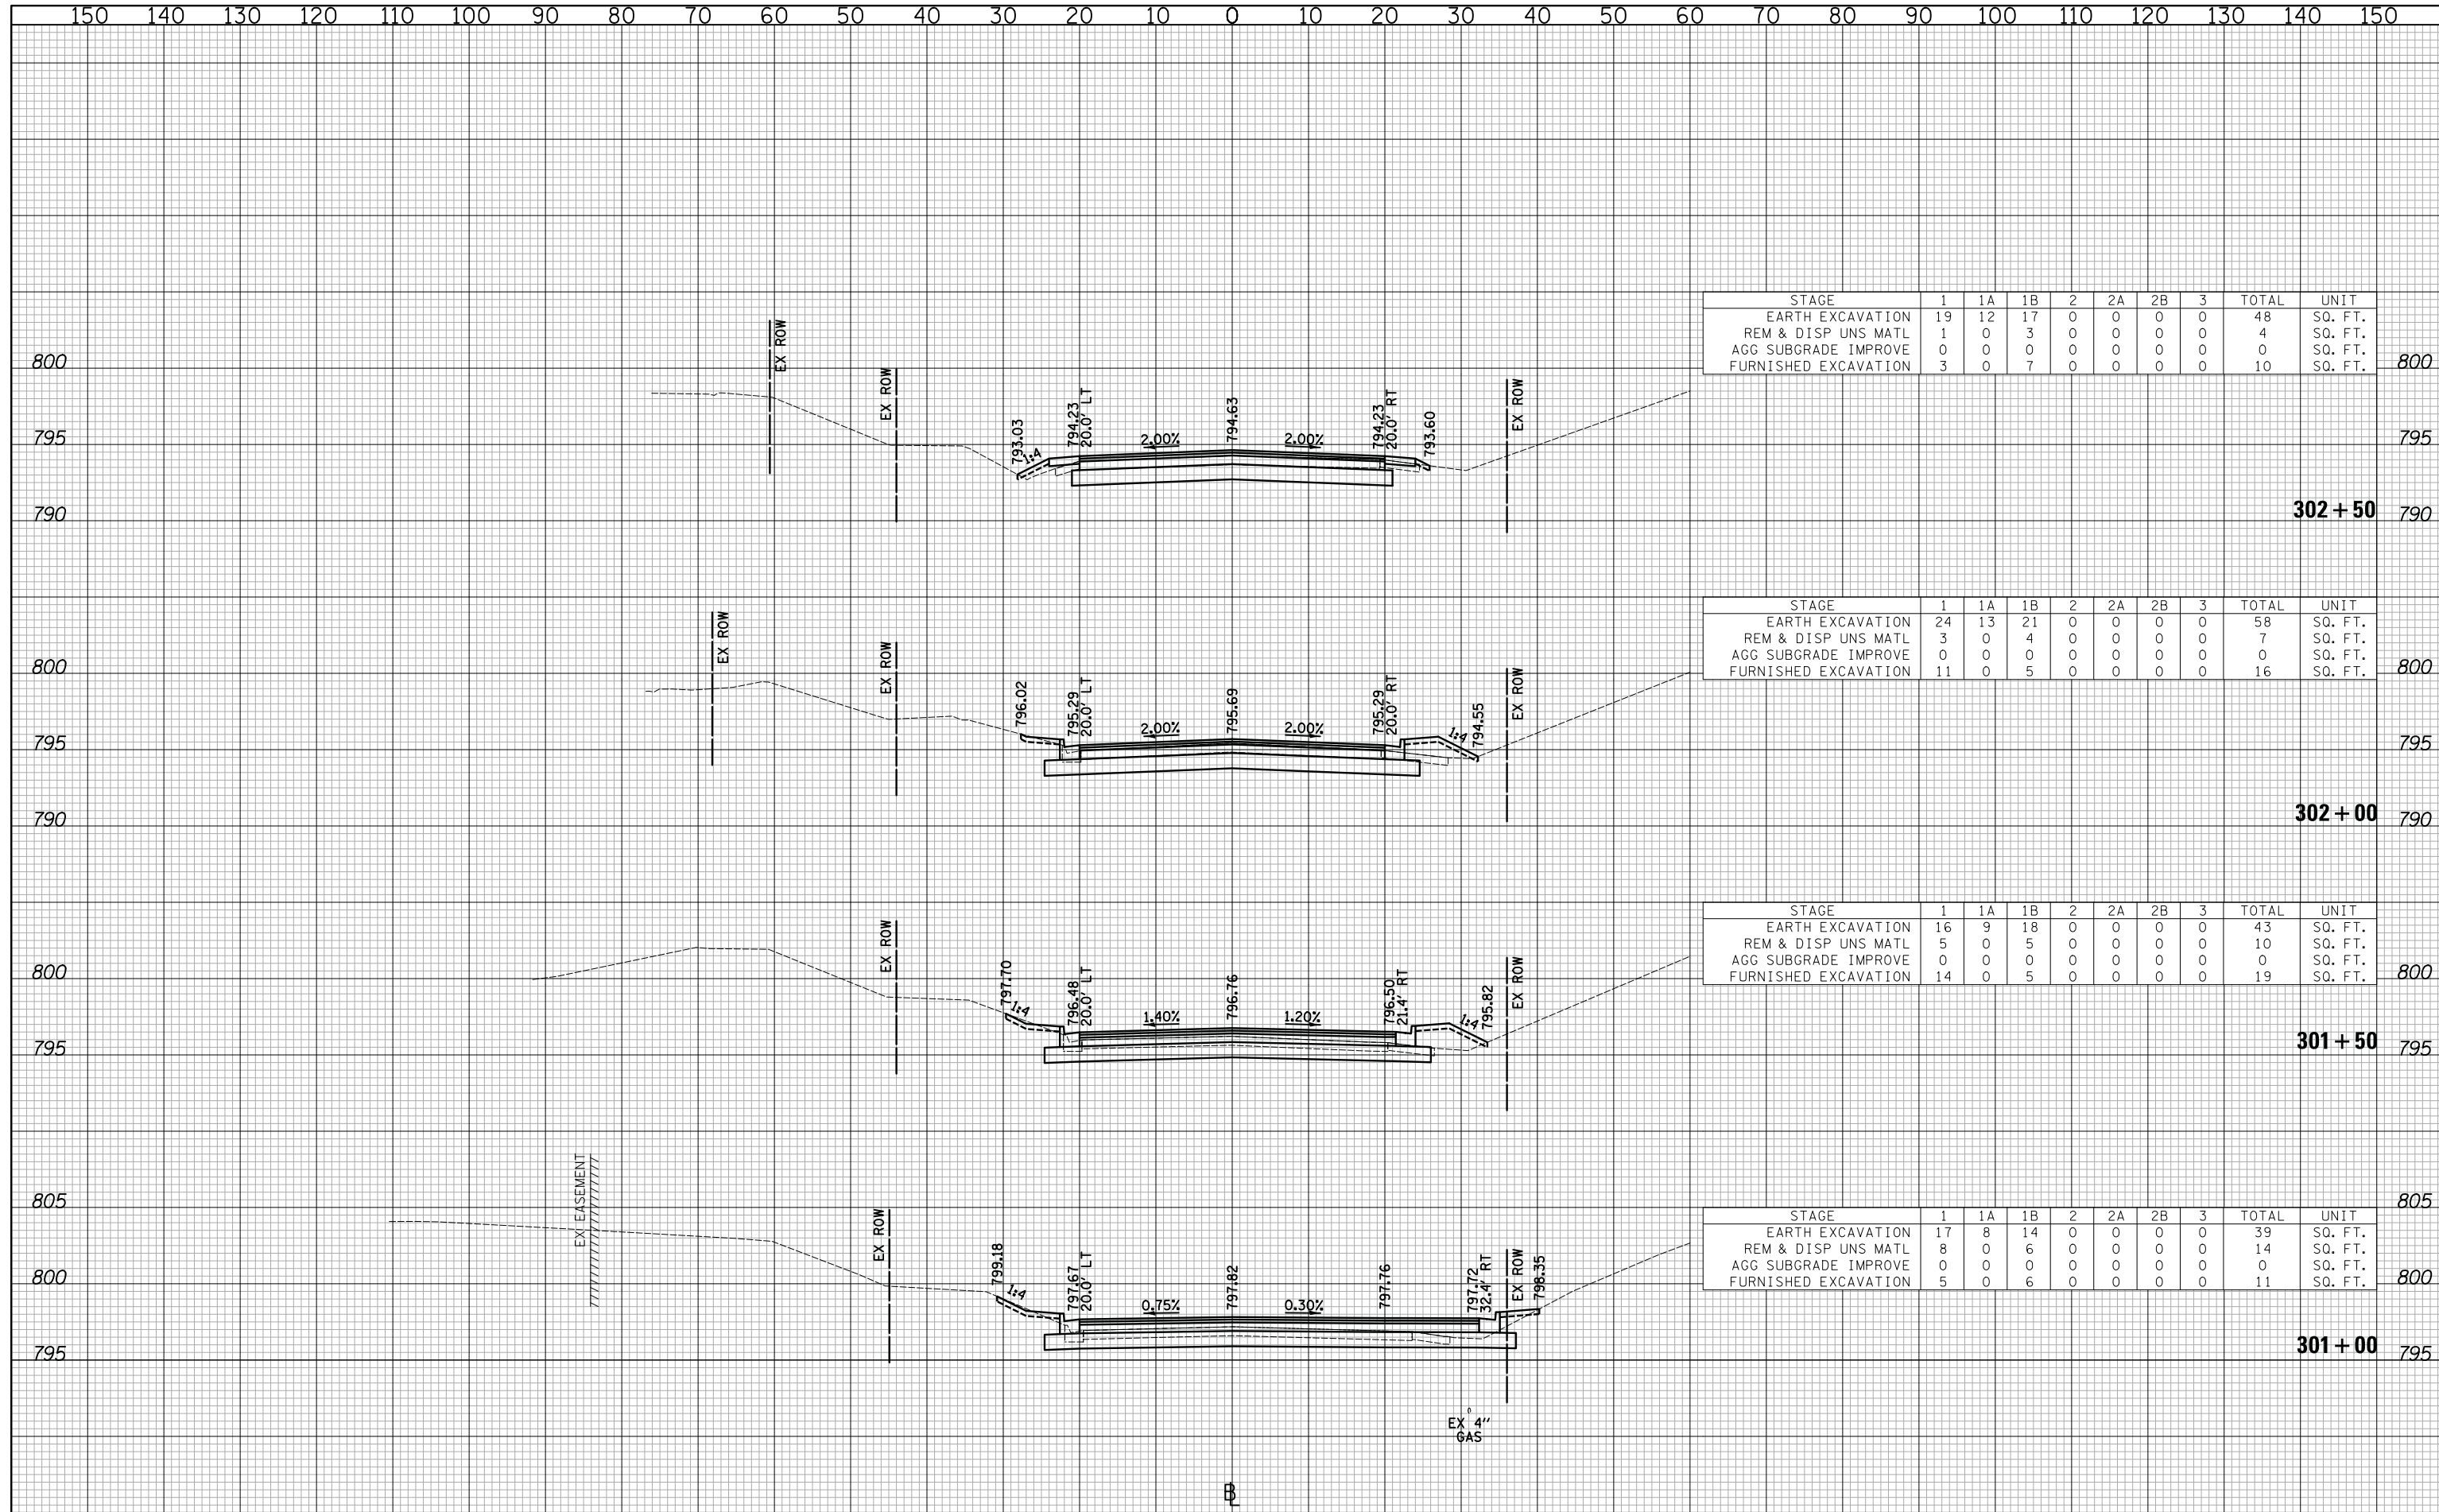 150 140 130 120 110 100 90 80 70 60 50 40 30 20 10 0 10 20 30 40 50 60 70 80 90 100 110 120 130 140 150
STAGE 1 1A 1B 2 2A 2B 3 TOTAL UNIT
EARTH EXCAVATION 19 12 17 0 0 0 0 48 SQ. FT.
REM & DISP UNS MATL 1 0 3 0 0 0 0 4 SQ. FT.
AGG SUBGRADE IMPROVE 0 0 0 0 0 0 0 0 SQ. FT.
FURNISHED EXCAVATION 3 0 7 0 0 0 0 10 SQ. FT.
800 800
795 795
790 790
EX ROW
EX ROW
793.03
1:4
794.23
20.0' LT
2.00%
794.63
2.00%
794.23
20.0' RT
793.60
EX ROW
302+50
STAGE 1 1A 1B 2 2A 2B 3 TOTAL UNIT
EARTH EXCAVATION 24 13 21 0 0 0 0 58 SQ. FT.
REM & DISP UNS MATL 3 0 4 0 0 0 0 7 SQ. FT.
AGG SUBGRADE IMPROVE 0 0 0 0 0 0 0 0 SQ. FT.
FURNISHED EXCAVATION 11 0 5 0 0 0 0 16 SQ. FT.
800 800
795 795
790 790
EX ROW
EX ROW
796.02
795.29
20.0' LT
2.00%
795.69
2.00%
795.29
20.0' RT
1:4
794.55
EX ROW
302+00
STAGE 1 1A 1B 2 2A 2B 3 TOTAL UNIT
EARTH EXCAVATION 16 9 18 0 0 0 0 43 SQ. FT.
REM & DISP UNS MATL 5 0 5 0 0 0 0 10 SQ. FT.
AGG SUBGRADE IMPROVE 0 0 0 0 0 0 0 0 SQ. FT.
FURNISHED EXCAVATION 14 0 5 0 0 0 0 19 SQ. FT.
800 800
795 795
EX ROW
797.70
1:4
796.48
20.0' LT
1.40%
796.76
1.20%
796.50
21.4' RT
1:4
795.82
EX ROW
301+50
805 805
STAGE 1 1A 1B 2 2A 2B 3 TOTAL UNIT
EARTH EXCAVATION 17 8 14 0 0 0 0 39 SQ. FT.
REM & DISP UNS MATL 8 0 6 0 0 0 0 14 SQ. FT.
AGG SUBGRADE IMPROVE 0 0 0 0 0 0 0 0 SQ. FT.
FURNISHED EXCAVATION 5 0 6 0 0 0 0 11 SQ. FT.
800 800
795 795
EX EASEMENT
EX ROW
799.18
1:4
797.67
20.0' LT
0.75%
797.82
0.30%
797.76
797.72
32.4' RT
EX ROW
798.35
301+00
EX 4"
GAS
BL